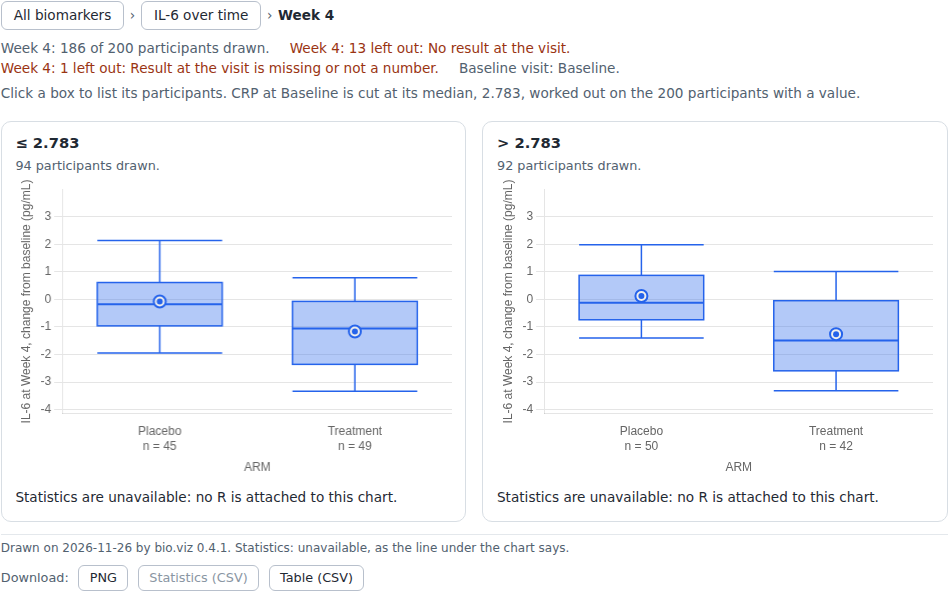 All biomarkers › IL-6 over time › Week 4
Week 4: 186 of 200 participants drawn. Week 4: 13 left out: No result at the visit.
Week 4: 1 left out: Result at the visit is missing or not a number. Baseline visit: Baseline.
Click a box to list its participants. CRP at Baseline is cut at its median, 2.783, worked out on the 200 participants with a value.
≤ 2.783
94 participants drawn.
IL-6 at Week 4, change from baseline (pg/mL)
3
2
1
0
-1
-2
-3
-4
Placebo
n = 45
Treatment
n = 49
ARM
Statistics are unavailable: no R is attached to this chart.
> 2.783
92 participants drawn.
IL-6 at Week 4, change from baseline (pg/mL)
3
2
1
0
-1
-2
-3
-4
Placebo
n = 50
Treatment
n = 42
ARM
Statistics are unavailable: no R is attached to this chart.
Drawn on 2026-11-26 by bio.viz 0.4.1. Statistics: unavailable, as the line under the chart says.
Download: PNG Statistics (CSV) Table (CSV)